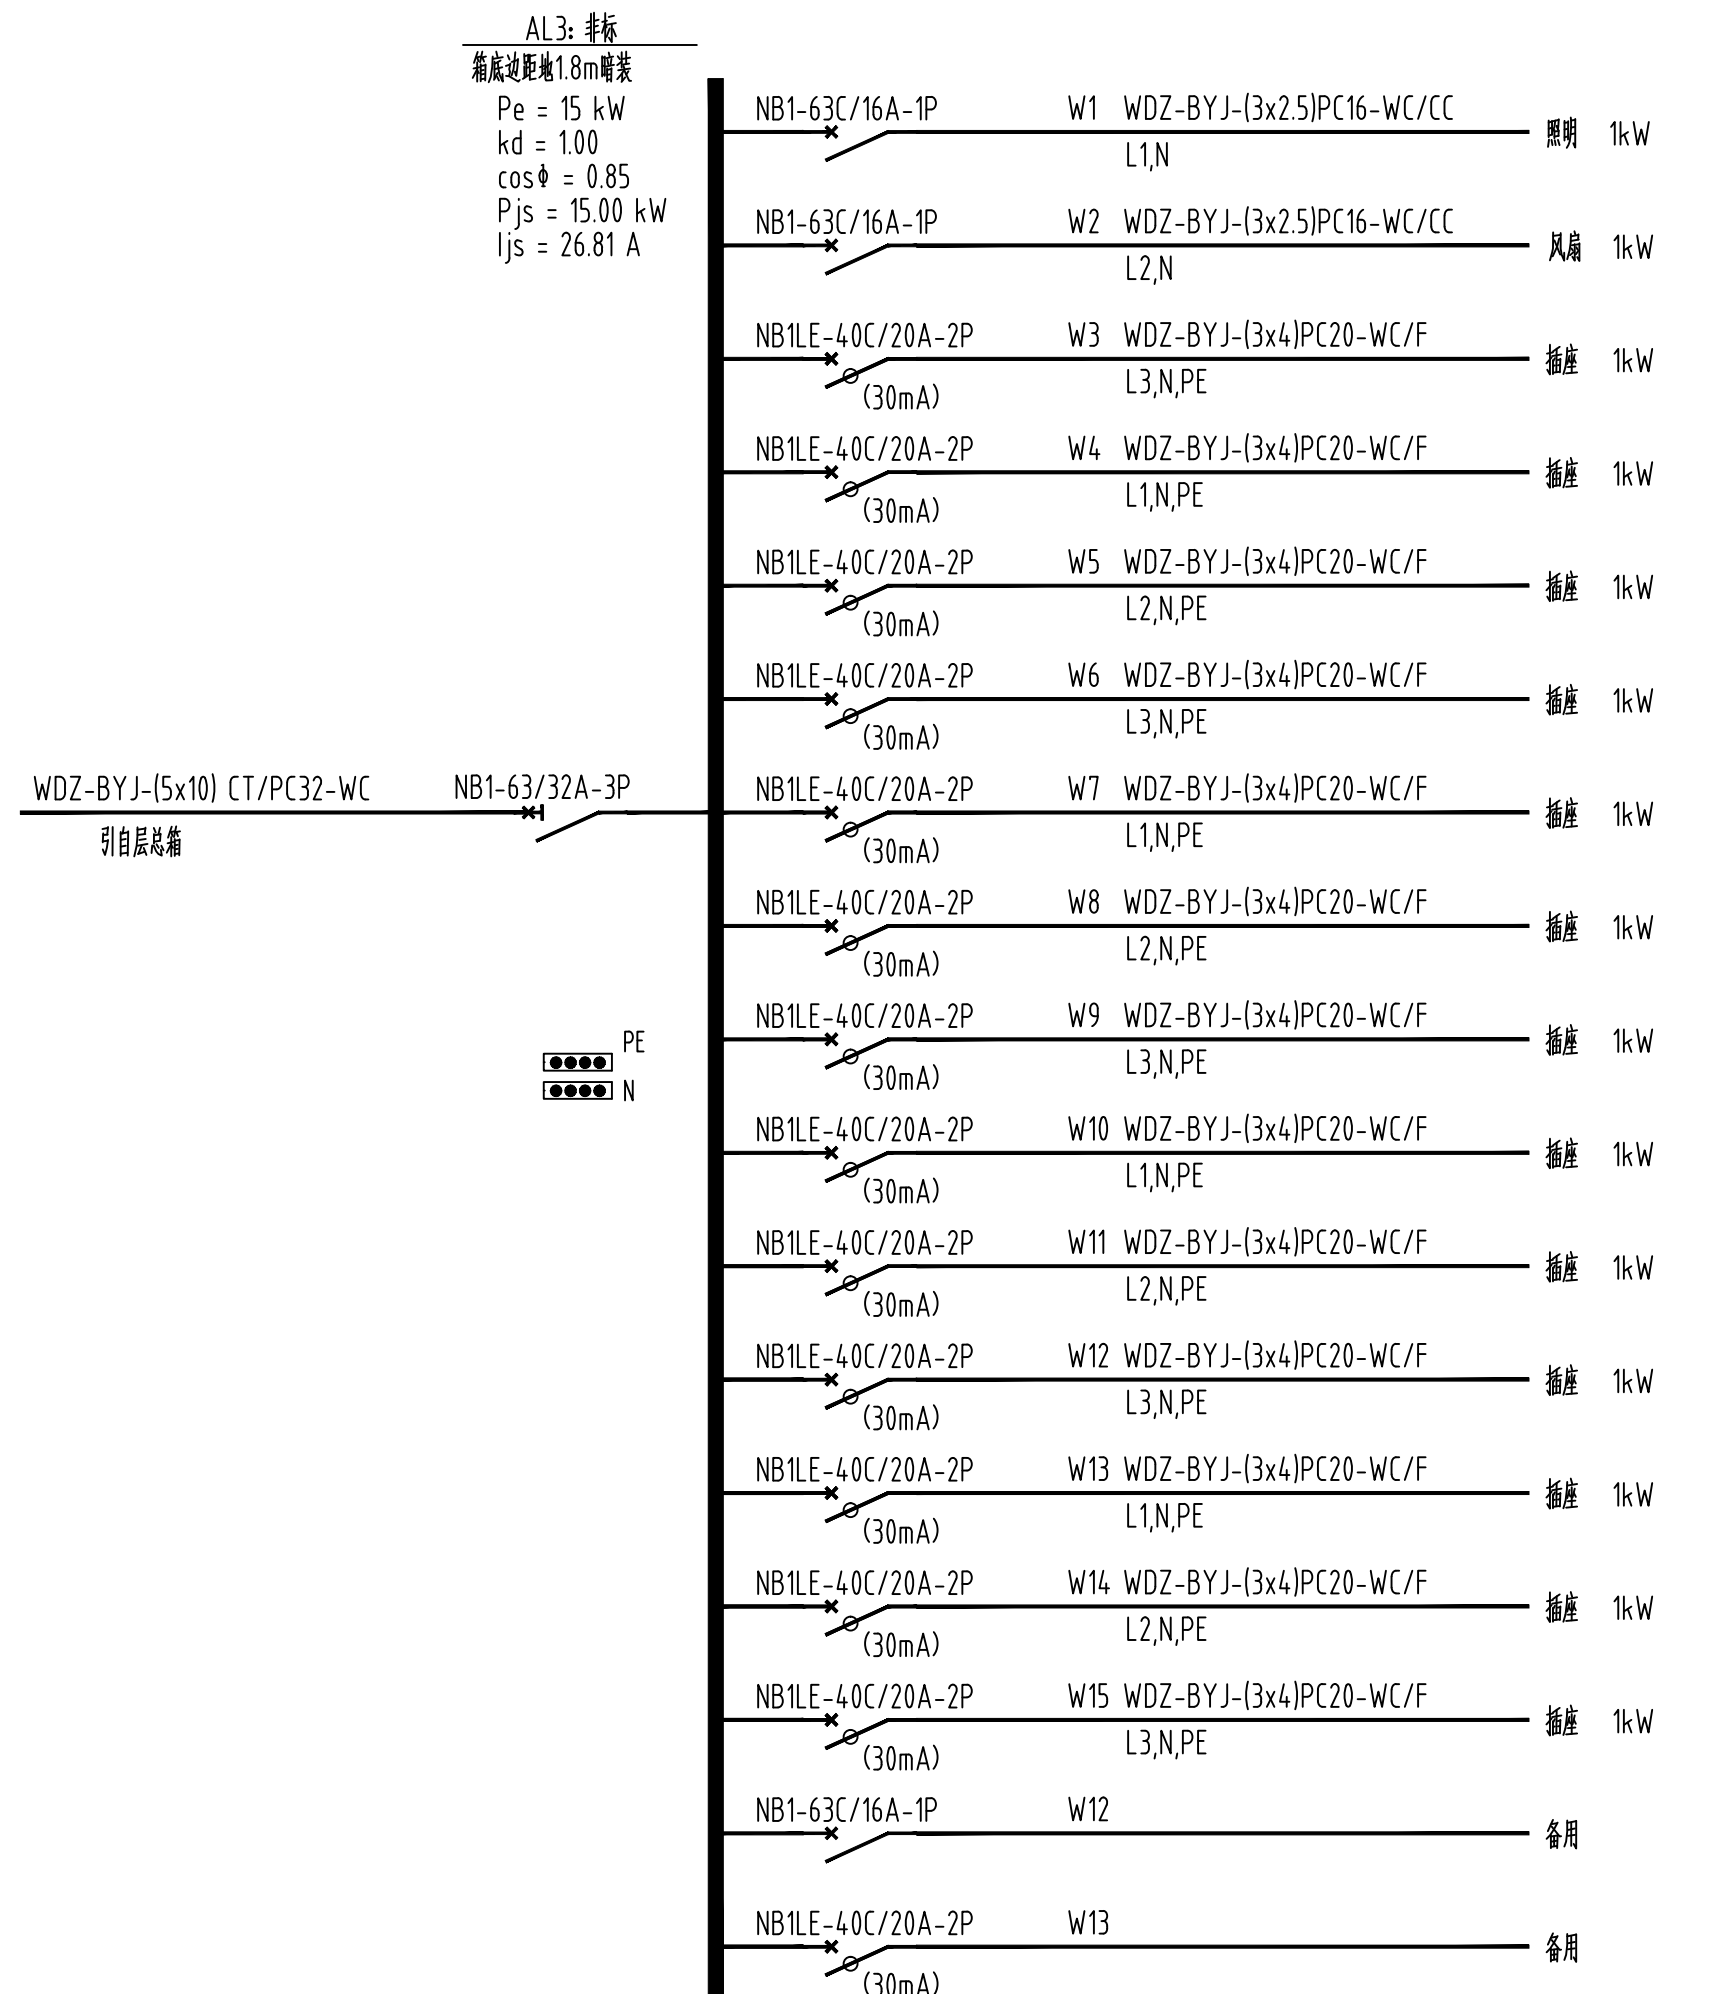 AL3: 非标
箱底边距地1.8m暗装
Pe = 15 kW
kd = 1.00
cosΦ = 0.85
Pjs = 15.00 kW
Ijs = 26.81 A
WDZ-BYJ-(5x10) CT/PC32-WC
NB1-63/32A-3P
引自层总箱
PE
N
NB1-63C/16A-1P W1 WDZ-BYJ-(3x2.5)PC16-WC/CC
照明 1kW
L1,N
NB1-63C/16A-1P W2 WDZ-BYJ-(3x2.5)PC16-WC/CC
风扇 1kW
L2,N
NB1LE-40C/20A-2P W3 WDZ-BYJ-(3x4)PC20-WC/F
插座 1kW
(30mA) L3,N,PE
NB1LE-40C/20A-2P W4 WDZ-BYJ-(3x4)PC20-WC/F
插座 1kW
(30mA) L1,N,PE
NB1LE-40C/20A-2P W5 WDZ-BYJ-(3x4)PC20-WC/F
插座 1kW
(30mA) L2,N,PE
NB1LE-40C/20A-2P W6 WDZ-BYJ-(3x4)PC20-WC/F
插座 1kW
(30mA) L3,N,PE
NB1LE-40C/20A-2P W7 WDZ-BYJ-(3x4)PC20-WC/F
插座 1kW
(30mA) L1,N,PE
NB1LE-40C/20A-2P W8 WDZ-BYJ-(3x4)PC20-WC/F
插座 1kW
(30mA) L2,N,PE
NB1LE-40C/20A-2P W9 WDZ-BYJ-(3x4)PC20-WC/F
插座 1kW
(30mA) L3,N,PE
NB1LE-40C/20A-2P W10 WDZ-BYJ-(3x4)PC20-WC/F
插座 1kW
(30mA) L1,N,PE
NB1LE-40C/20A-2P W11 WDZ-BYJ-(3x4)PC20-WC/F
插座 1kW
(30mA) L2,N,PE
NB1LE-40C/20A-2P W12 WDZ-BYJ-(3x4)PC20-WC/F
插座 1kW
(30mA) L3,N,PE
NB1LE-40C/20A-2P W13 WDZ-BYJ-(3x4)PC20-WC/F
插座 1kW
(30mA) L1,N,PE
NB1LE-40C/20A-2P W14 WDZ-BYJ-(3x4)PC20-WC/F
插座 1kW
(30mA) L2,N,PE
NB1LE-40C/20A-2P W15 WDZ-BYJ-(3x4)PC20-WC/F
插座 1kW
(30mA) L3,N,PE
NB1-63C/16A-1P W12
备用
NB1LE-40C/20A-2P W13
备用
(30mA)